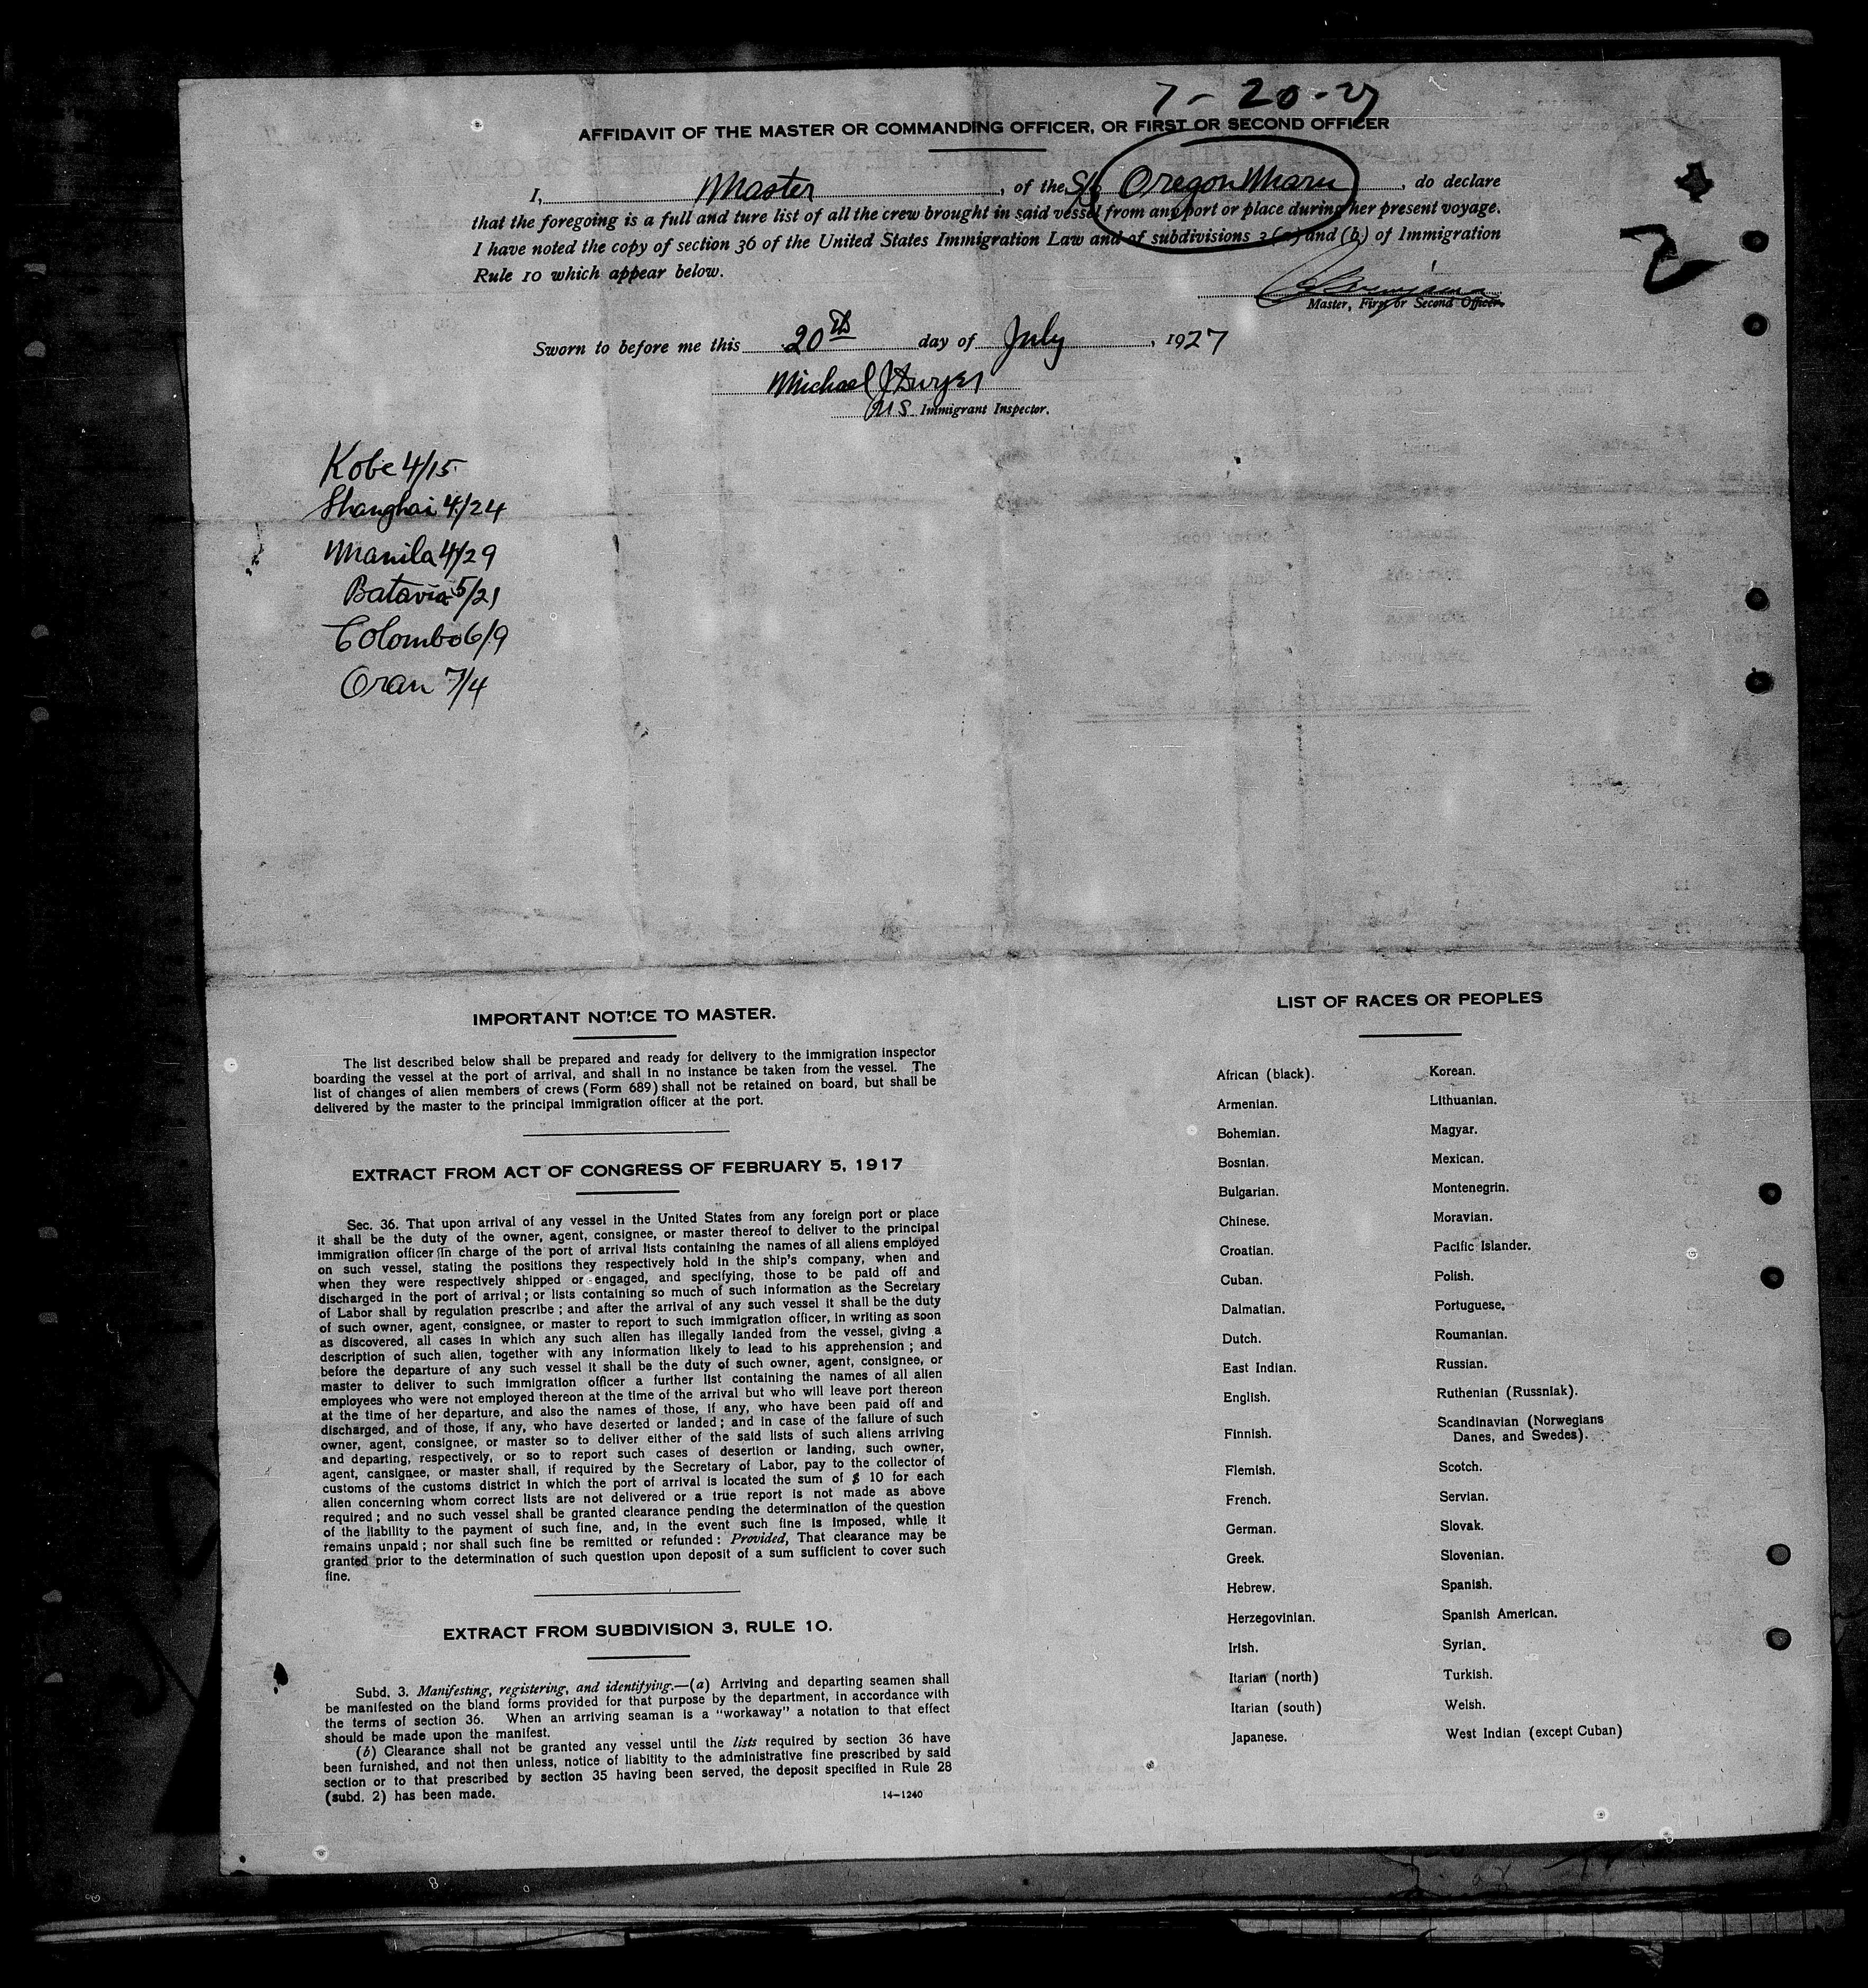 7-20-27
AFFIDAVIT OF THE MASTER OR COMMANDING OFFICER, OR FIRST OR SECOND OFFICER
I, Master, of the S/S Oregon Maru, do declare
that the foregoing is a full and ture list of all the crew brought in said vessel from any port or place during her present voyage.
I have noted the copy of section 36 of the United States Immigration Law and of subdivisions 3 (a) and (b) of Immigration
Rule 10 which appear below.
Master, First or Second Officer.
2
Sworn to before me this 20th day of July, 1927
Michael J Dwyer
US Immigrant Inspector.
Kobe 4/15
Shanghai 4/24
Manila 4/29
Batavia 5/21
Colombo 6/9
Oran 7/4
IMPORTANT NOTICE TO MASTER.
The list described below shall be prepared and ready for delivery to the immigration inspector
boarding the vessel at the port of arrival, and shall in no instance be taken from the vessel. The
list of changes of alien members of crews (Form 689) shall not be retained on board, but shall be
delivered by the master to the principal immigration officer at the port.
EXTRACT FROM ACT OF CONGRESS OF FEBRUARY 5, 1917
Sec. 36. That upon arrival of any vessel in the United States from any foreign port or place
it shall be the duty of the owner, agent, consignee, or master thereof to deliver to the principal
immigration officer in charge of the port of arrival lists containing the names of all aliens employed
on such vessel, stating the positions they respectively hold in the ship's company, when and
when they were respectively shipped or engaged, and specifying, those to be paid off and
discharged in the port of arrival; or lists containing so much of such information as the Secretary
of Labor shall by regulation prescribe; and after the arrival of any such vessel it shall be the duty
of such owner, agent, consignee, or master to report to such immigration officer, in writing as soon
as discovered, all cases in which any such alien has illegally landed from the vessel, giving a
description of such alien, together with any information likely to lead to his apprehension; and
before the departure of any such vessel it shall be the duty of such owner, agent, consignee, or
master to deliver to such immigration officer a further list containing the names of all alien
employees who were not employed thereon at the time of the arrival but who will leave port thereon
at the time of her departure, and also the names of those, if any, who have been paid off and
discharged, and of those, if any, who have deserted or landed; and in case of the failure of such
owner, agent, consignee, or master so to deliver either of the said lists of such aliens arriving
and departing, respectively, or so to report such cases of desertion or landing, such owner,
agent, cansignee, or master shall, if required by the Secretary of Labor, pay to the collector of
customs of the customs district in which the port of arrival is located the sum of $ 10 for each
alien concerning whom correct lists are not delivered or a true report is not made as above
required; and no such vessel shall be granted clearance pending the determination of the question
of the liability to the payment of such fine, and, in the event such fine is imposed, while it
remains unpaid; nor shall such fine be remitted or refunded: Provided, That clearance may be
granted prior to the determination of such question upon deposit of a sum sufficient to cover such
fine.
EXTRACT FROM SUBDIVISION 3, RULE 10.
Subd. 3. Manifesting, registering, and identifying.—(a) Arriving and departing seamen shall
be manifested on the bland forms provided for that purpose by the department, in accordance with
the terms of section 36. When an arriving seaman is a "workaway" a notation to that effect
should be made upon the manifest.
(b) Clearance shall not be granted any vessel until the lists required by section 36 have
been furnished, and not then unless, notice of liabitity to the administrative fine prescribed by said
section or to that prescribed by section 35 having been served, the deposit specified in Rule 28
(subd. 2) has been made.
14-1240
LIST OF RACES OR PEOPLES
African (black).
Armenian.
Bohemian.
Bosnian.
Bulgarian.
Chinese.
Croatian.
Cuban.
Dalmatian.
Dutch.
East Indian.
English.
Finnish.
Flemish.
French.
German.
Greek.
Hebrew.
Herzegovinian.
Irish.
Itarian (north)
Itarian (south)
Japanese.
Korean.
Lithuanian.
Magyar.
Mexican.
Montenegrin.
Moravian.
Pacific Islander.
Polish.
Portuguese.
Roumanian.
Russian.
Ruthenian (Russniak).
Scandinavian (Norwegians
Danes, and Swedes).
Scotch.
Servian.
Slovak.
Slovenian.
Spanish.
Spanish American.
Syrian.
Turkish.
Welsh.
West Indian (except Cuban)